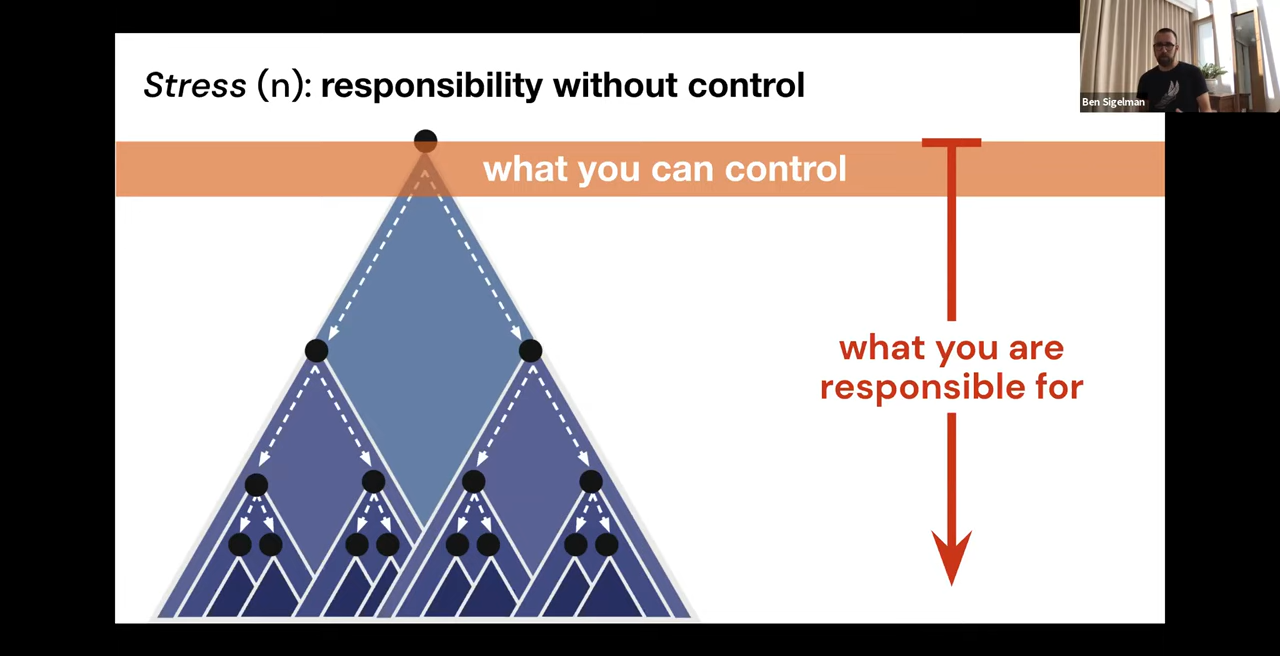 Stress (n): responsibility without control
Ben Sigelman
what you can control
what you are
responsible for